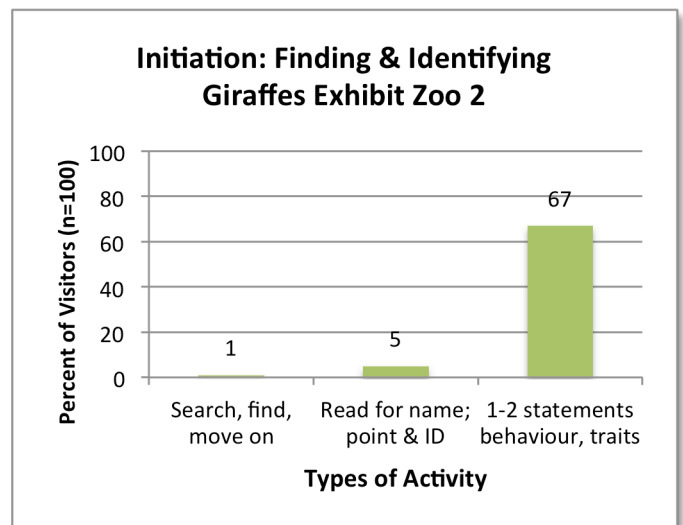 Initiation: Finding & Identifying
Giraffes Exhibit Zoo 2
Percent of Visitors (n=100)
100
80
60
40
20
0
1
5
67
Search, find,
move on
Read for name;
point & ID
1-2 statements
behaviour, traits
Types of Activity